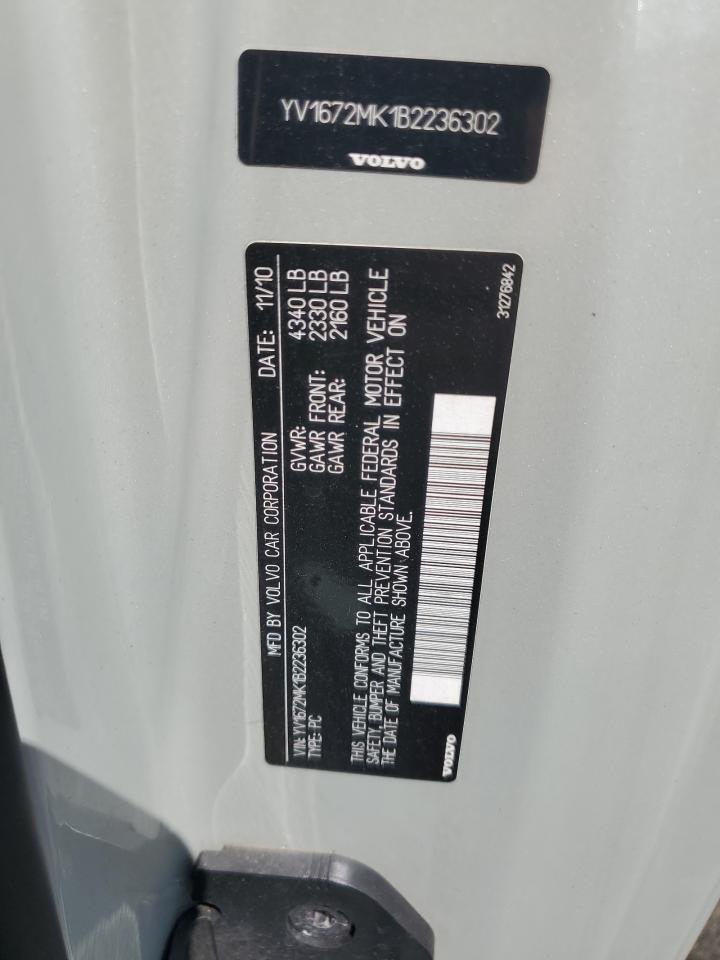 YV1672MK1B2236302
VOLVO
MFD BY VOLVO CAR CORPORATION DATE: 11/10
VIN: YV1672MK1B2236302 GVWR: 4340 LB
TYPE: PC GAWR FRONT: 2330 LB
GAWR REAR: 2160 LB
THIS VEHICLE CONFORMS TO ALL APPLICABLE FEDERAL MOTOR VEHICLE
SAFETY, BUMPER AND THEFT PREVENTION STANDARDS IN EFFECT ON
THE DATE OF MANUFACTURE SHOWN ABOVE.
VOLVO
31276842